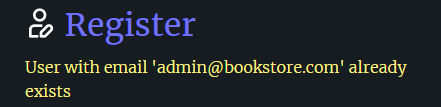 Register
User with email 'admin@bookstore.com' already
exists